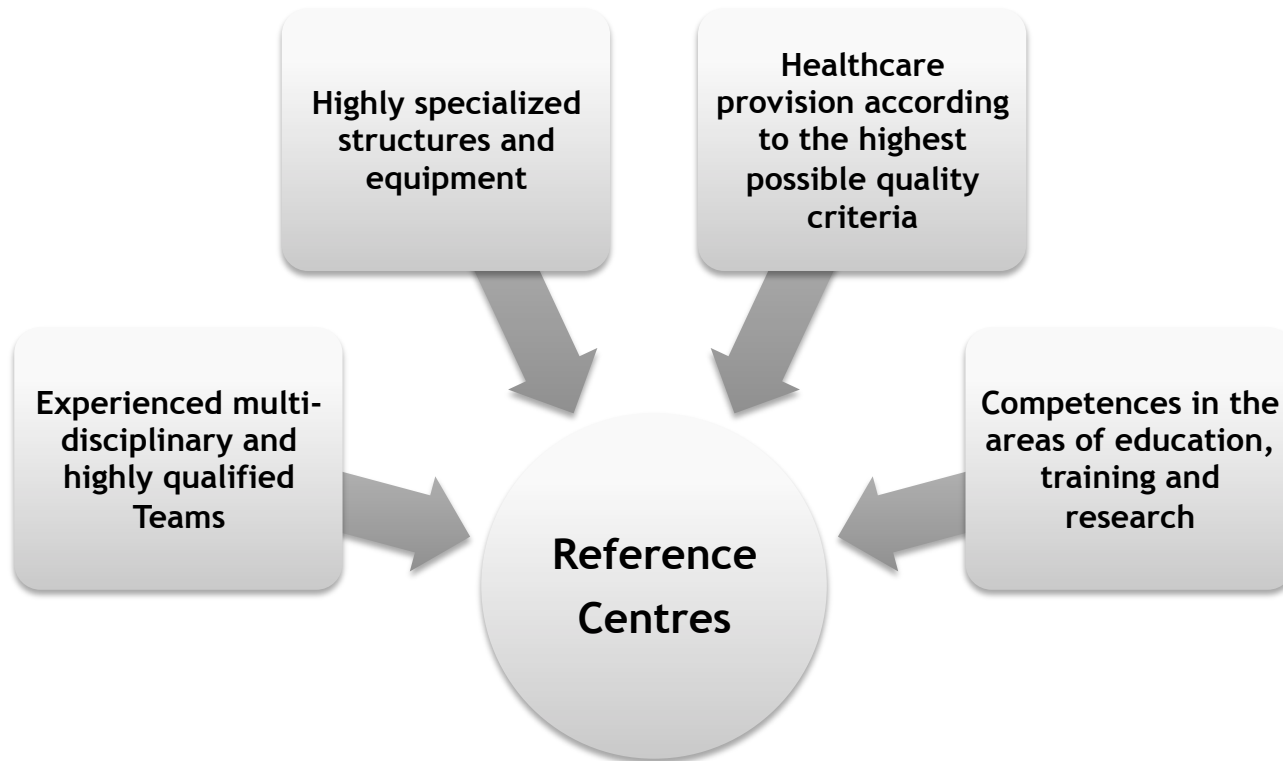 Highly specialized
structures and
equipment
Healthcare
provision according
to the highest
possible quality
criteria
Experienced multi-
disciplinary and
highly qualified
Teams
Competences in the
areas of education,
training and
research
Reference
Centres